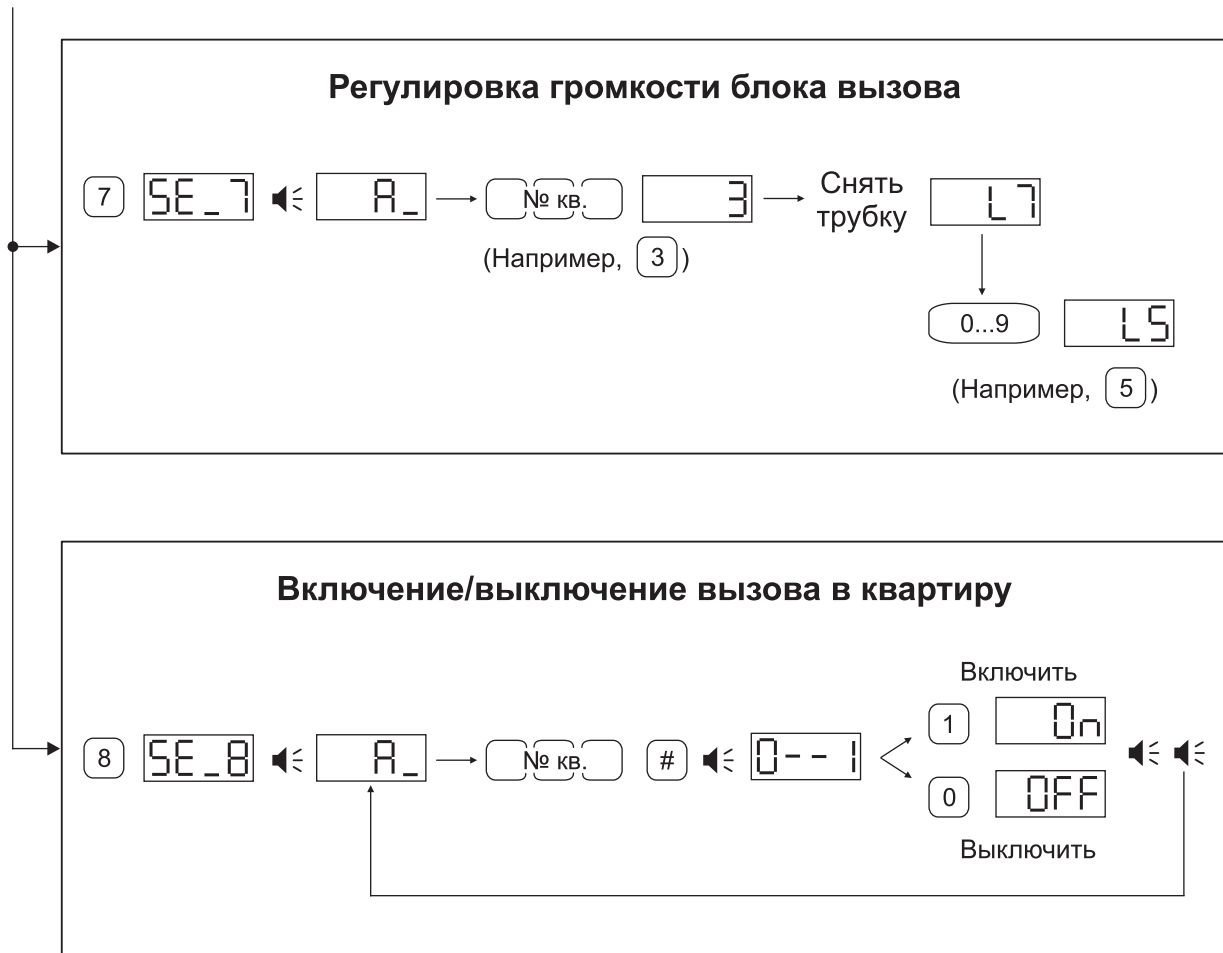 Регулировка громкости блока вызова
7 SE_7 A_ № кв. 3 Снять трубку L7
(Например, 3)
0...9 L5
(Например, 5)
Включение/выключение вызова в квартиру
Включить
1 On
8 SE_8 A_ № кв. # 0--1
0 OFF
Выключить